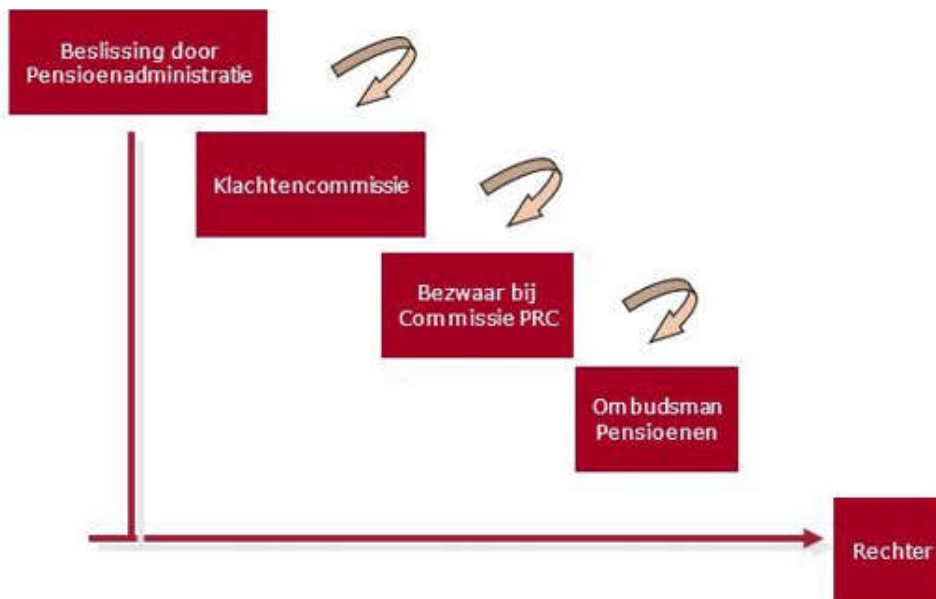 Beslissing door
Pensioenadministratie
Klachtencommissie
Bezwaar bij
Commissie PRC
Ombudsman
Pensioenen
Rechter